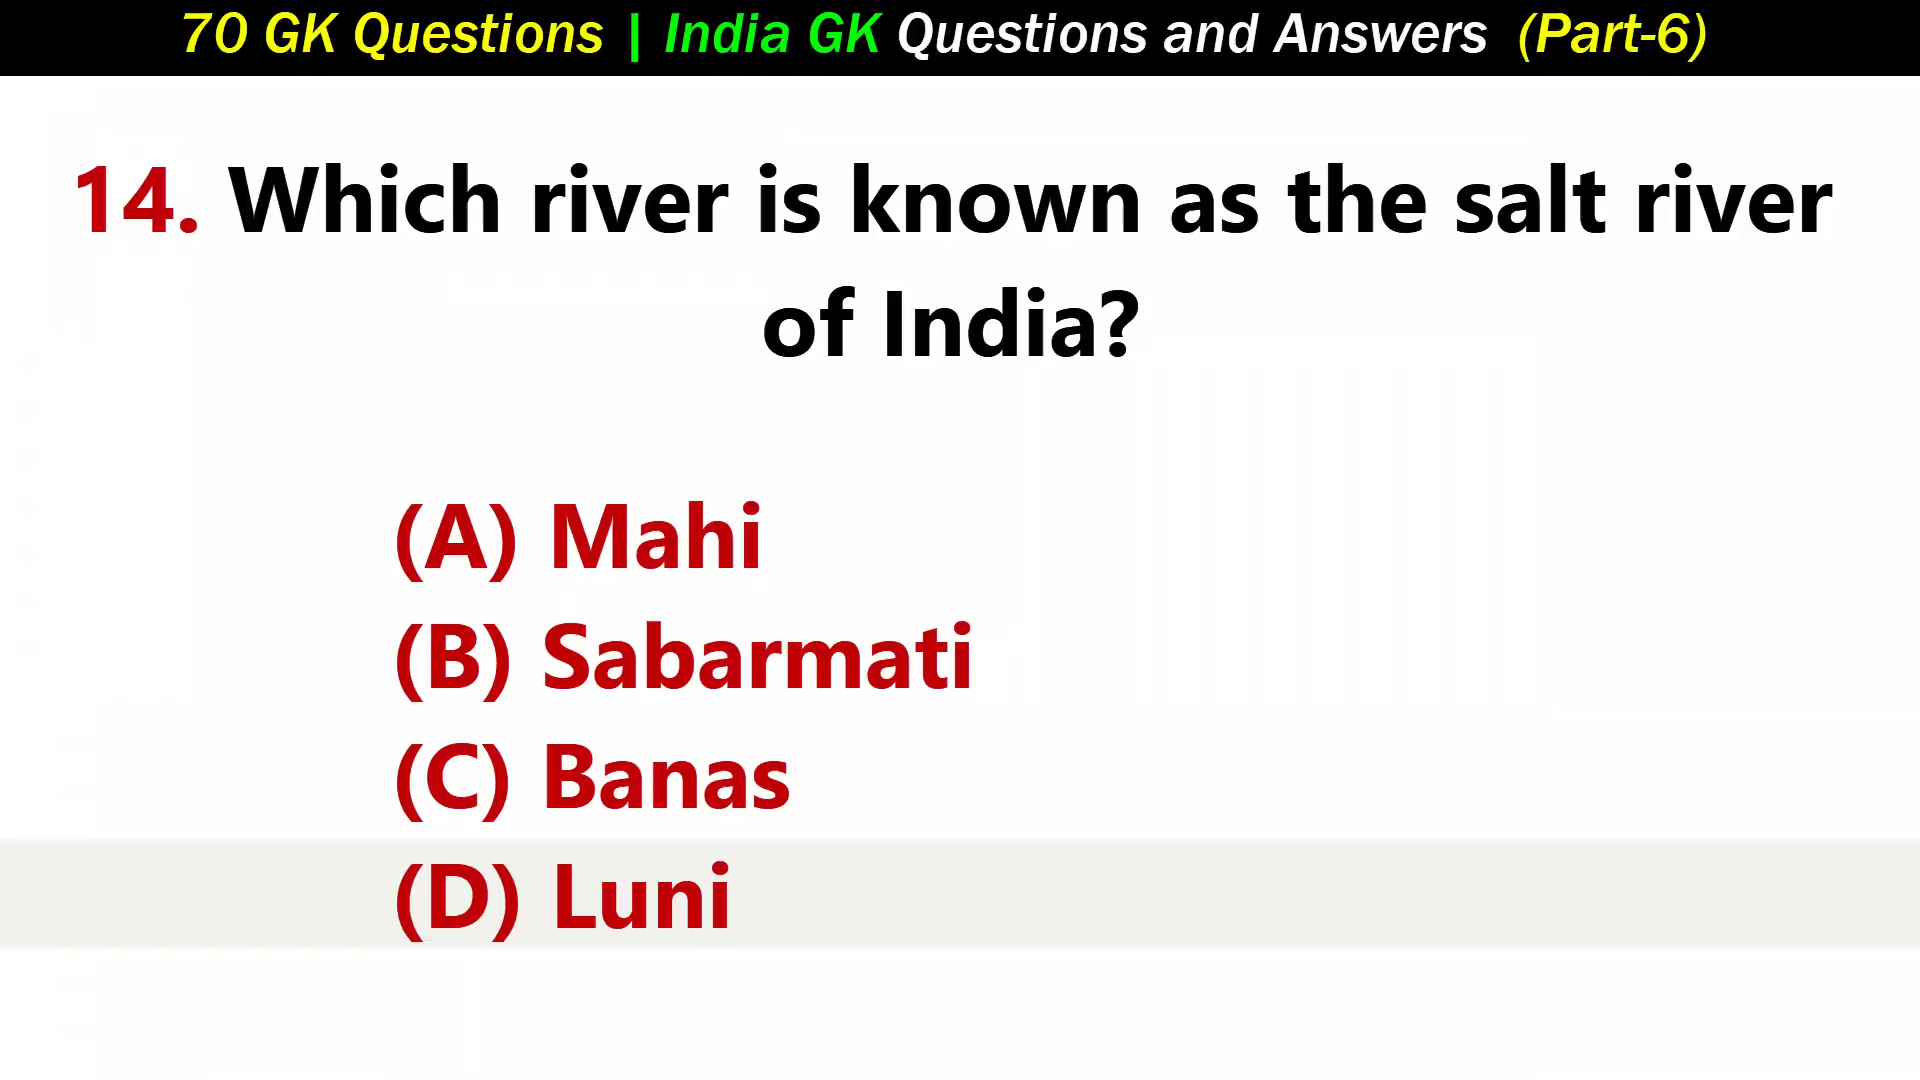 70 GK Questions | India GK Questions and Answers (Part-6)
14. Which river is known as the salt river
of India?
(A) Mahi
(B) Sabarmati
(C) Banas
(D) Luni